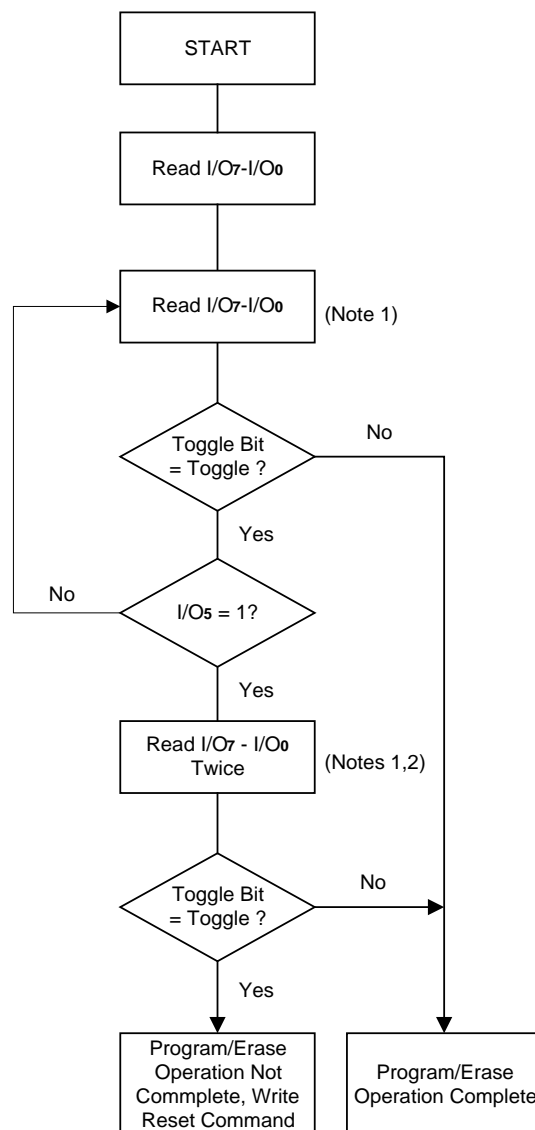 START
Read I/O7-I/O0
Read I/O7-I/O0
(Note 1)
Toggle Bit
= Toggle ?
No
Yes
No
I/O5 = 1?
Yes
Read I/O7 - I/O0
Twice
(Notes 1,2)
Toggle Bit
= Toggle ?
No
Yes
Program/Erase
Operation Not
Commplete, Write
Reset Command
Program/Erase
Operation Complete